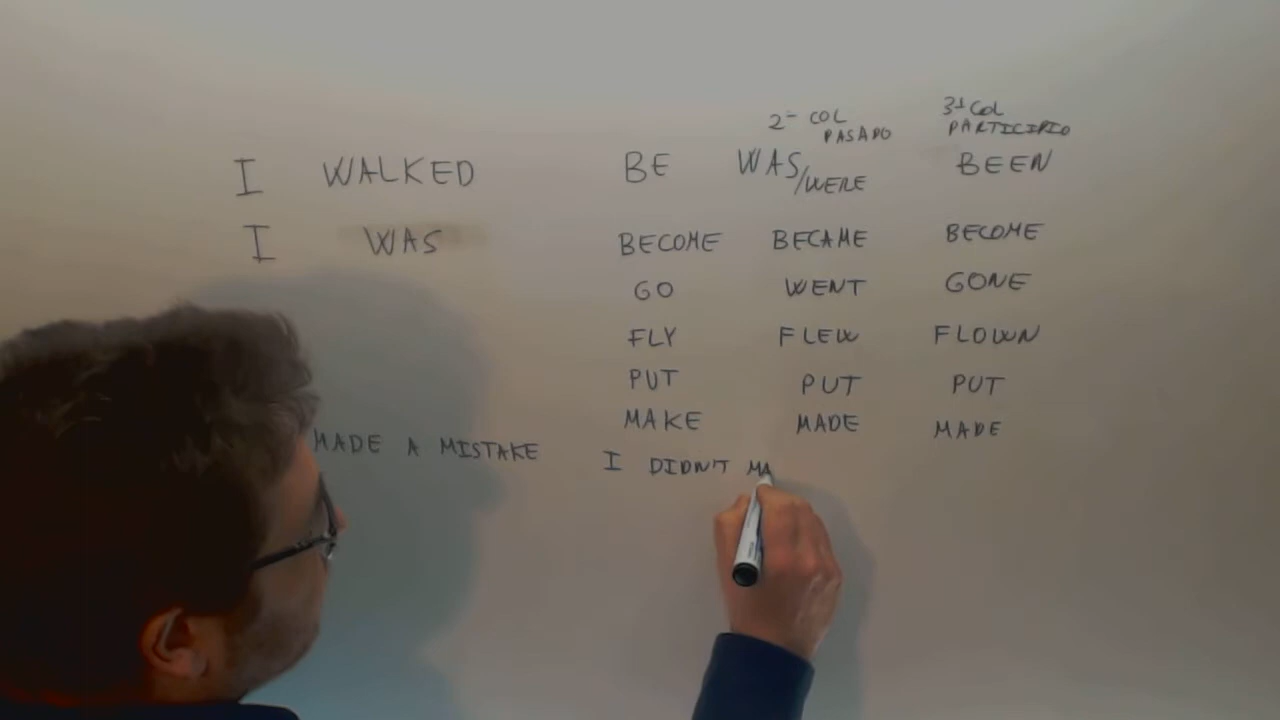 2ª COL 3ª COL
PASADO PARTICIPIO
I WALKED BE WAS/WERE BEEN
I WAS BECOME BECAME BECOME
GO WENT GONE
FLY FLEW FLOWN
PUT PUT PUT
MAKE MADE MADE
MADE A MISTAKE I DIDN'T MA